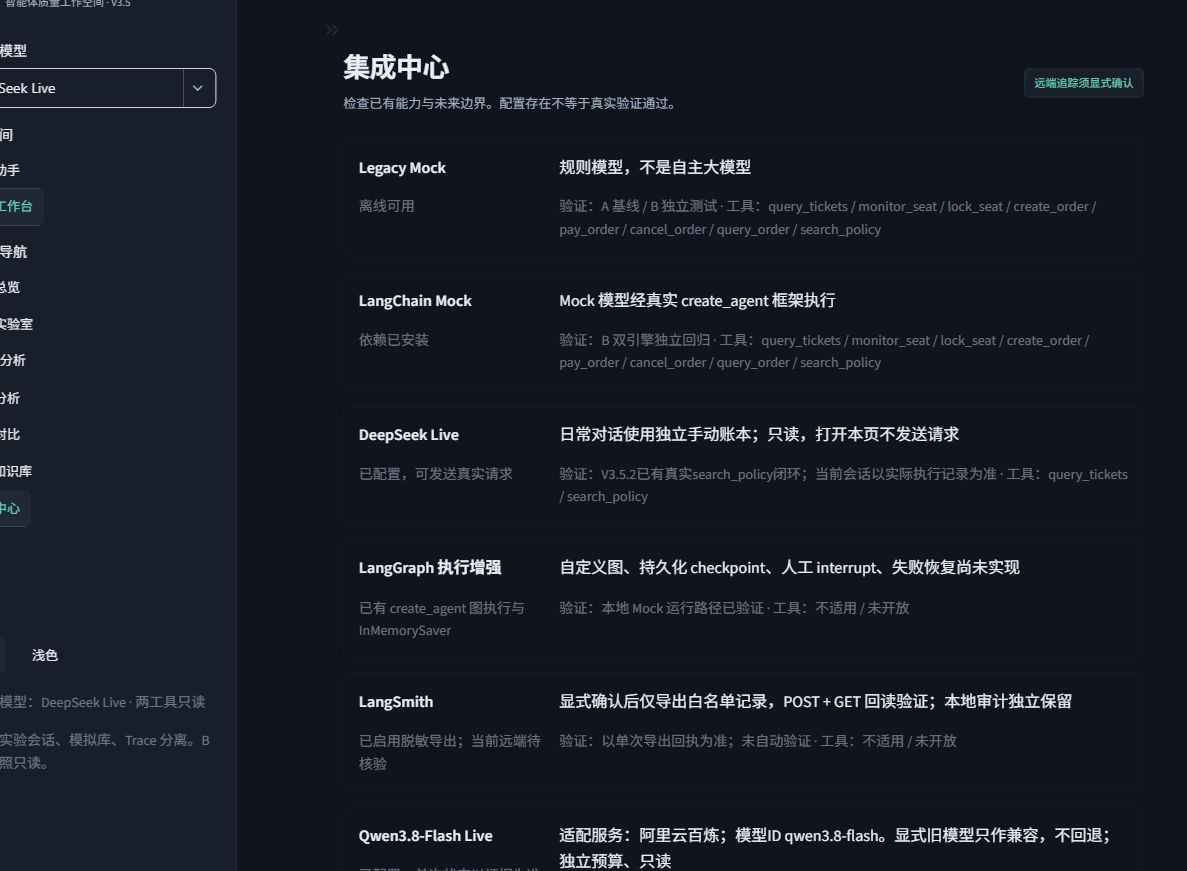 智能体质量工作空间 · V3.5
模型
Seek Live
间
助手
工作台
导航
总览
实验室
分析
分析
对比
知识库
中心
浅色
模型：DeepSeek Live · 两工具只读
实验会话、模拟库、Trace 分离。B
照只读。
集成中心
检查已有能力与未来边界。配置存在不等于真实验证通过。
远端追踪须显式确认
Legacy Mock
离线可用
规则模型，不是自主大模型
验证：A 基线 / B 独立测试 · 工具：query_tickets / monitor_seat / lock_seat / create_order /
pay_order / cancel_order / query_order / search_policy
LangChain Mock
依赖已安装
Mock 模型经真实 create_agent 框架执行
验证：B 双引擎独立回归 · 工具：query_tickets / monitor_seat / lock_seat / create_order /
pay_order / cancel_order / query_order / search_policy
DeepSeek Live
已配置，可发送真实请求
日常对话使用独立手动账本；只读，打开本页不发送请求
验证：V3.5.2已有真实search_policy闭环；当前会话以实际执行记录为准 · 工具：query_tickets
/ search_policy
LangGraph 执行增强
已有 create_agent 图执行与
InMemorySaver
自定义图、持久化 checkpoint、人工 interrupt、失败恢复尚未实现
验证：本地 Mock 运行路径已验证 · 工具：不适用 / 未开放
LangSmith
已启用脱敏导出；当前远端待
核验
显式确认后仅导出白名单记录，POST + GET 回读验证；本地审计独立保留
验证：以单次导出回执为准；未自动验证 · 工具：不适用 / 未开放
Qwen3.8-Flash Live
适配服务：阿里云百炼；模型ID qwen3.8-flash。显式旧模型只作兼容，不回退；
独立预算、只读